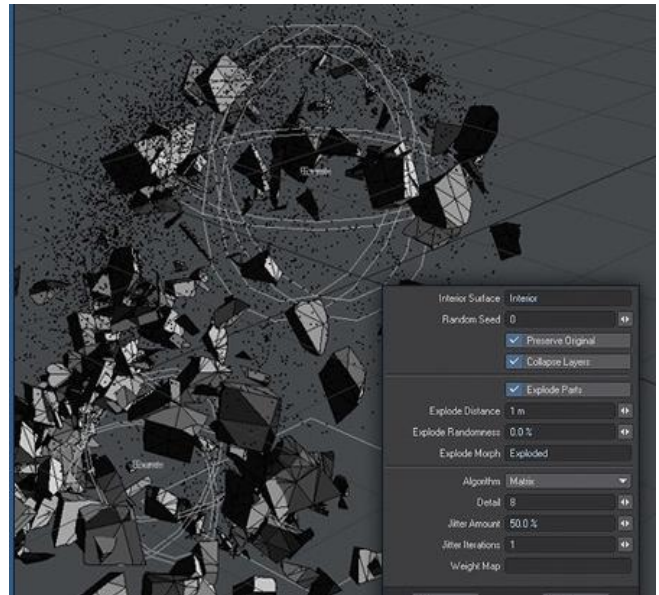 Interior Surface Interior
Random Seed 0
Preserve Original
Collapse Layers
Explode Parts
Explode Distance 1 m
Explode Randomness 0.0 %
Explode Morph Exploded
Algorithm Matrix
Detail 8
Jitter Amount 50.0 %
Jitter Iterations 1
Weight Map